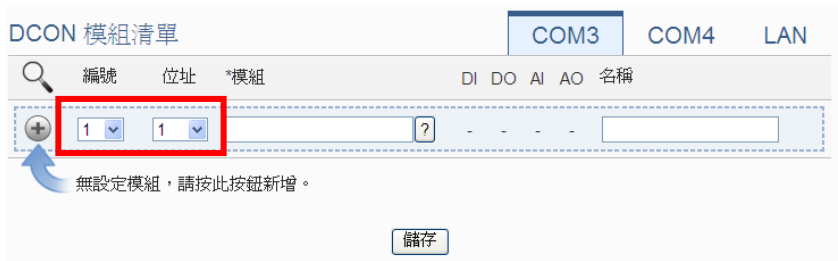 DCON 模組清單 COM3 COM4 LAN
編號 位址 *模組 DI DO AI AO 名稱
1 1 ? - - - -
無設定模組，請按此按鈕新增。
儲存